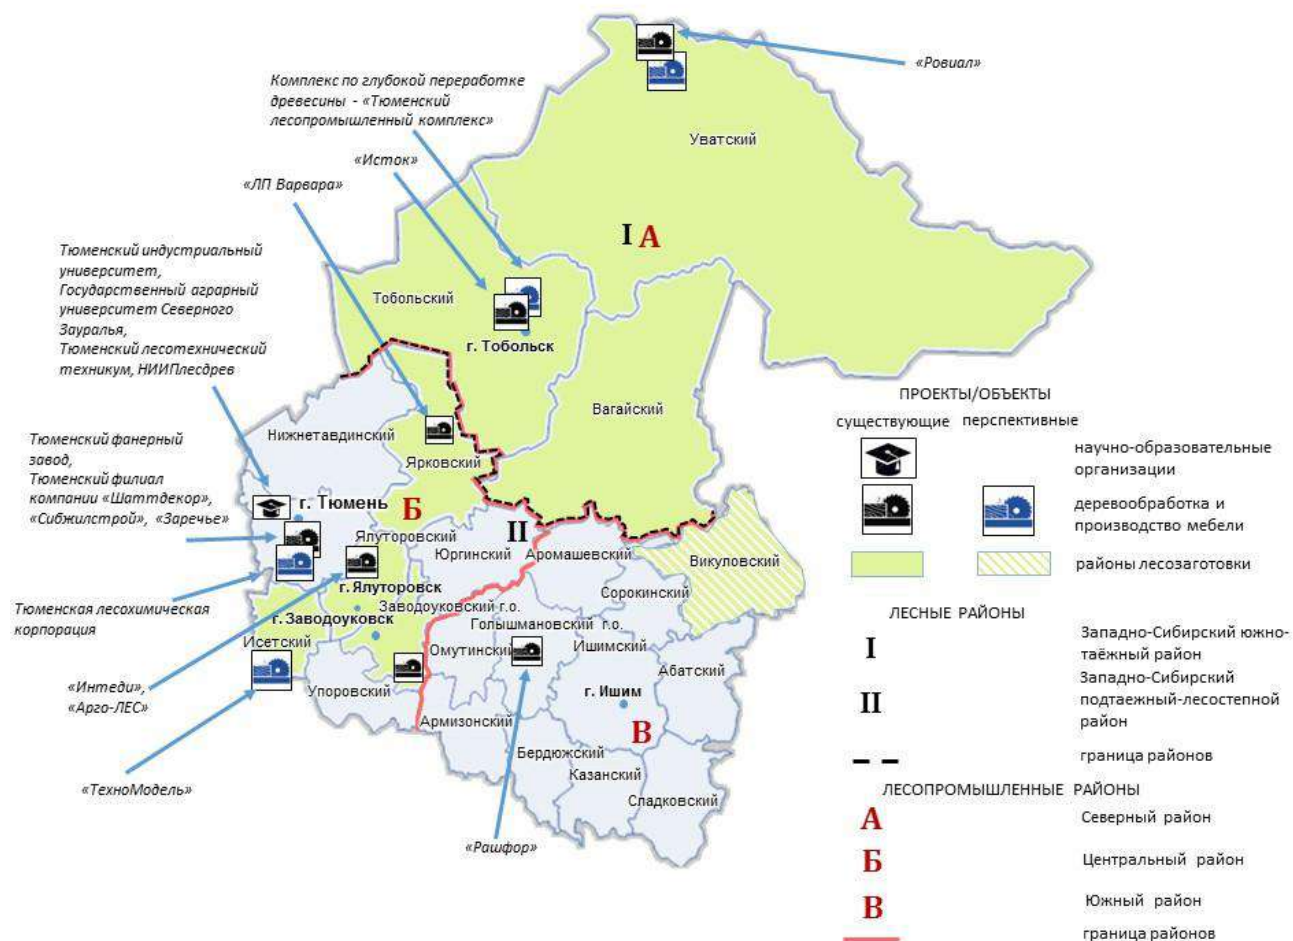 «Ровиал»
Комплекс по глубокой переработке
древесины - «Тюменский
лесопромышленный комплекс»
«Исток»
«ЛП Варвара»
Уватский
I А
Тюменский индустриальный
университет,
Государственный аграрный
университет Северного
Зауралья,
Тюменский лесотехнический
техникум, НИИПлесдрев
Тобольский
г. Тобольск
Вагайский
Нижнетавдинский
Ярковский
Тюменский фанерный
завод,
Тюменский филиал
компании «Шаттдекор»,
«Сибжилстрой», «Заречье»
г. Тюмень
Б
II
Ялуторовский
Юргинский
Аромашевский
Викуловский
Сорокинский
г. Ялуторовск
Заводоуковский г.о.
Тюменская лесохимическая
корпорация
г. Заводоуковск
Голышмановский г.о.
Исетский
Омутинский
Ишимский
Абатский
«Интеди»,
«Арго-ЛЕС»
Упоровский
г. Ишим
Армизонский
В
Бердюжский
Казанский
Сладковский
«ТехноМодель»
«Рашфор»
ПРОЕКТЫ/ОБЪЕКТЫ
существующие перспективные
научно-образовательные
организации
деревообработка и
производство мебели
районы лесозаготовки
ЛЕСНЫЕ РАЙОНЫ
I
Западно-Сибирский южно-
таёжный район
II
Западно-Сибирский
подтаежный-лесостепной
район
граница районов
ЛЕСОПРОМЫШЛЕННЫЕ РАЙОНЫ
А Северный район
Б Центральный район
В Южный район
граница районов